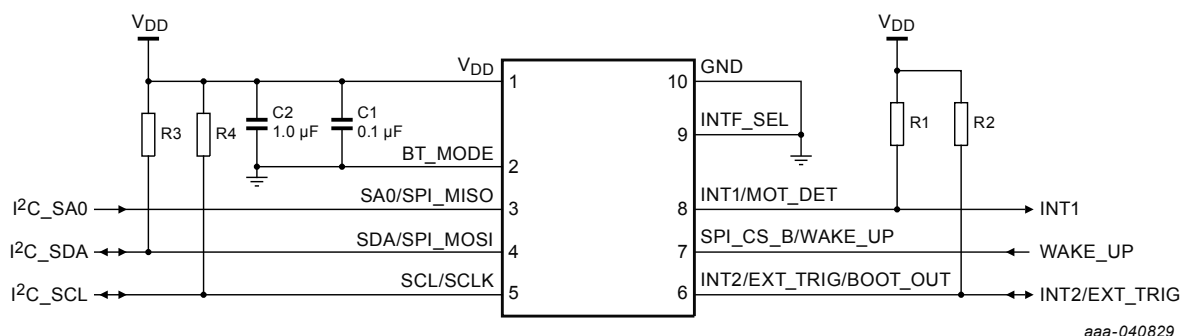 VDD
VDD
VDD
1
10
GND
R3
R4
C2
1.0 µF
C1
0.1 µF
9
INTF_SEL
R1
R2
BT_MODE
2
I2C_SA0
SA0/SPI_MISO
3
8
INT1/MOT_DET
INT1
I2C_SDA
SDA/SPI_MOSI
4
7
SPI_CS_B/WAKE_UP
WAKE_UP
I2C_SCL
SCL/SCLK
5
6
INT2/EXT_TRIG/BOOT_OUT
INT2/EXT_TRIG
aaa-040829